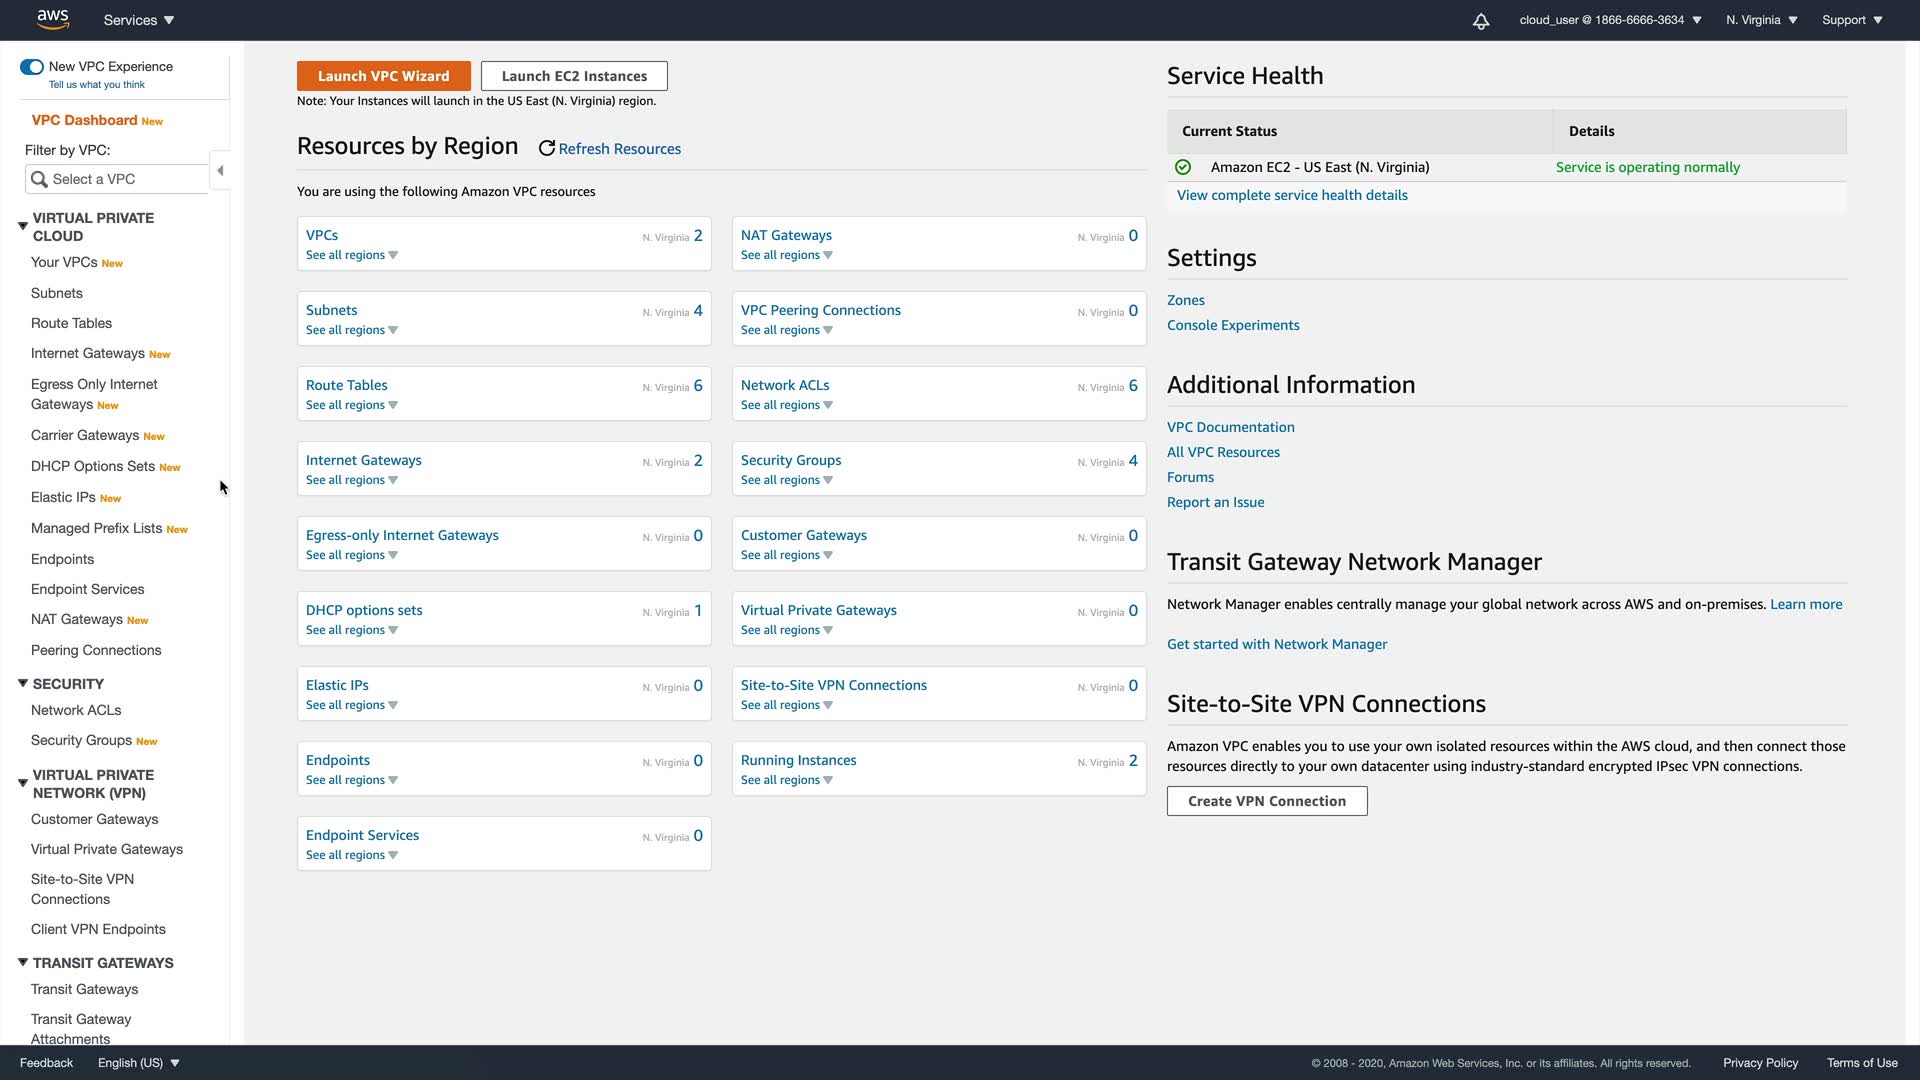 aws
Services
cloud_user @ 1866-6666-3634
N. Virginia
Support
New VPC Experience
Tell us what you think
VPC Dashboard New
Filter by VPC:
Select a VPC
VIRTUAL PRIVATE
CLOUD
Your VPCs New
Subnets
Route Tables
Internet Gateways New
Egress Only Internet
Gateways New
Carrier Gateways New
DHCP Options Sets New
Elastic IPs New
Managed Prefix Lists New
Endpoints
Endpoint Services
NAT Gateways New
Peering Connections
SECURITY
Network ACLs
Security Groups New
VIRTUAL PRIVATE
NETWORK (VPN)
Customer Gateways
Virtual Private Gateways
Site-to-Site VPN
Connections
Client VPN Endpoints
TRANSIT GATEWAYS
Transit Gateways
Transit Gateway
Attachments
Launch VPC Wizard
Launch EC2 Instances
Note: Your Instances will launch in the US East (N. Virginia) region.
Resources by Region
Refresh Resources
You are using the following Amazon VPC resources
VPCs
N. Virginia 2
See all regions
NAT Gateways
N. Virginia 0
See all regions
Subnets
N. Virginia 4
See all regions
VPC Peering Connections
N. Virginia 0
See all regions
Route Tables
N. Virginia 6
See all regions
Network ACLs
N. Virginia 6
See all regions
Internet Gateways
N. Virginia 2
See all regions
Security Groups
N. Virginia 4
See all regions
Egress-only Internet Gateways
N. Virginia 0
See all regions
Customer Gateways
N. Virginia 0
See all regions
DHCP options sets
N. Virginia 1
See all regions
Virtual Private Gateways
N. Virginia 0
See all regions
Elastic IPs
N. Virginia 0
See all regions
Site-to-Site VPN Connections
N. Virginia 0
See all regions
Endpoints
N. Virginia 0
See all regions
Running Instances
N. Virginia 2
See all regions
Endpoint Services
N. Virginia 0
See all regions
Service Health
Current Status
Details
Amazon EC2 - US East (N. Virginia)
Service is operating normally
View complete service health details
Settings
Zones
Console Experiments
Additional Information
VPC Documentation
All VPC Resources
Forums
Report an Issue
Transit Gateway Network Manager
Network Manager enables centrally manage your global network across AWS and on-premises. Learn more
Get started with Network Manager
Site-to-Site VPN Connections
Amazon VPC enables you to use your own isolated resources within the AWS cloud, and then connect those
resources directly to your own datacenter using industry-standard encrypted IPsec VPN connections.
Create VPN Connection
Feedback
English (US)
© 2008 - 2020, Amazon Web Services, Inc. or its affiliates. All rights reserved.
Privacy Policy
Terms of Use